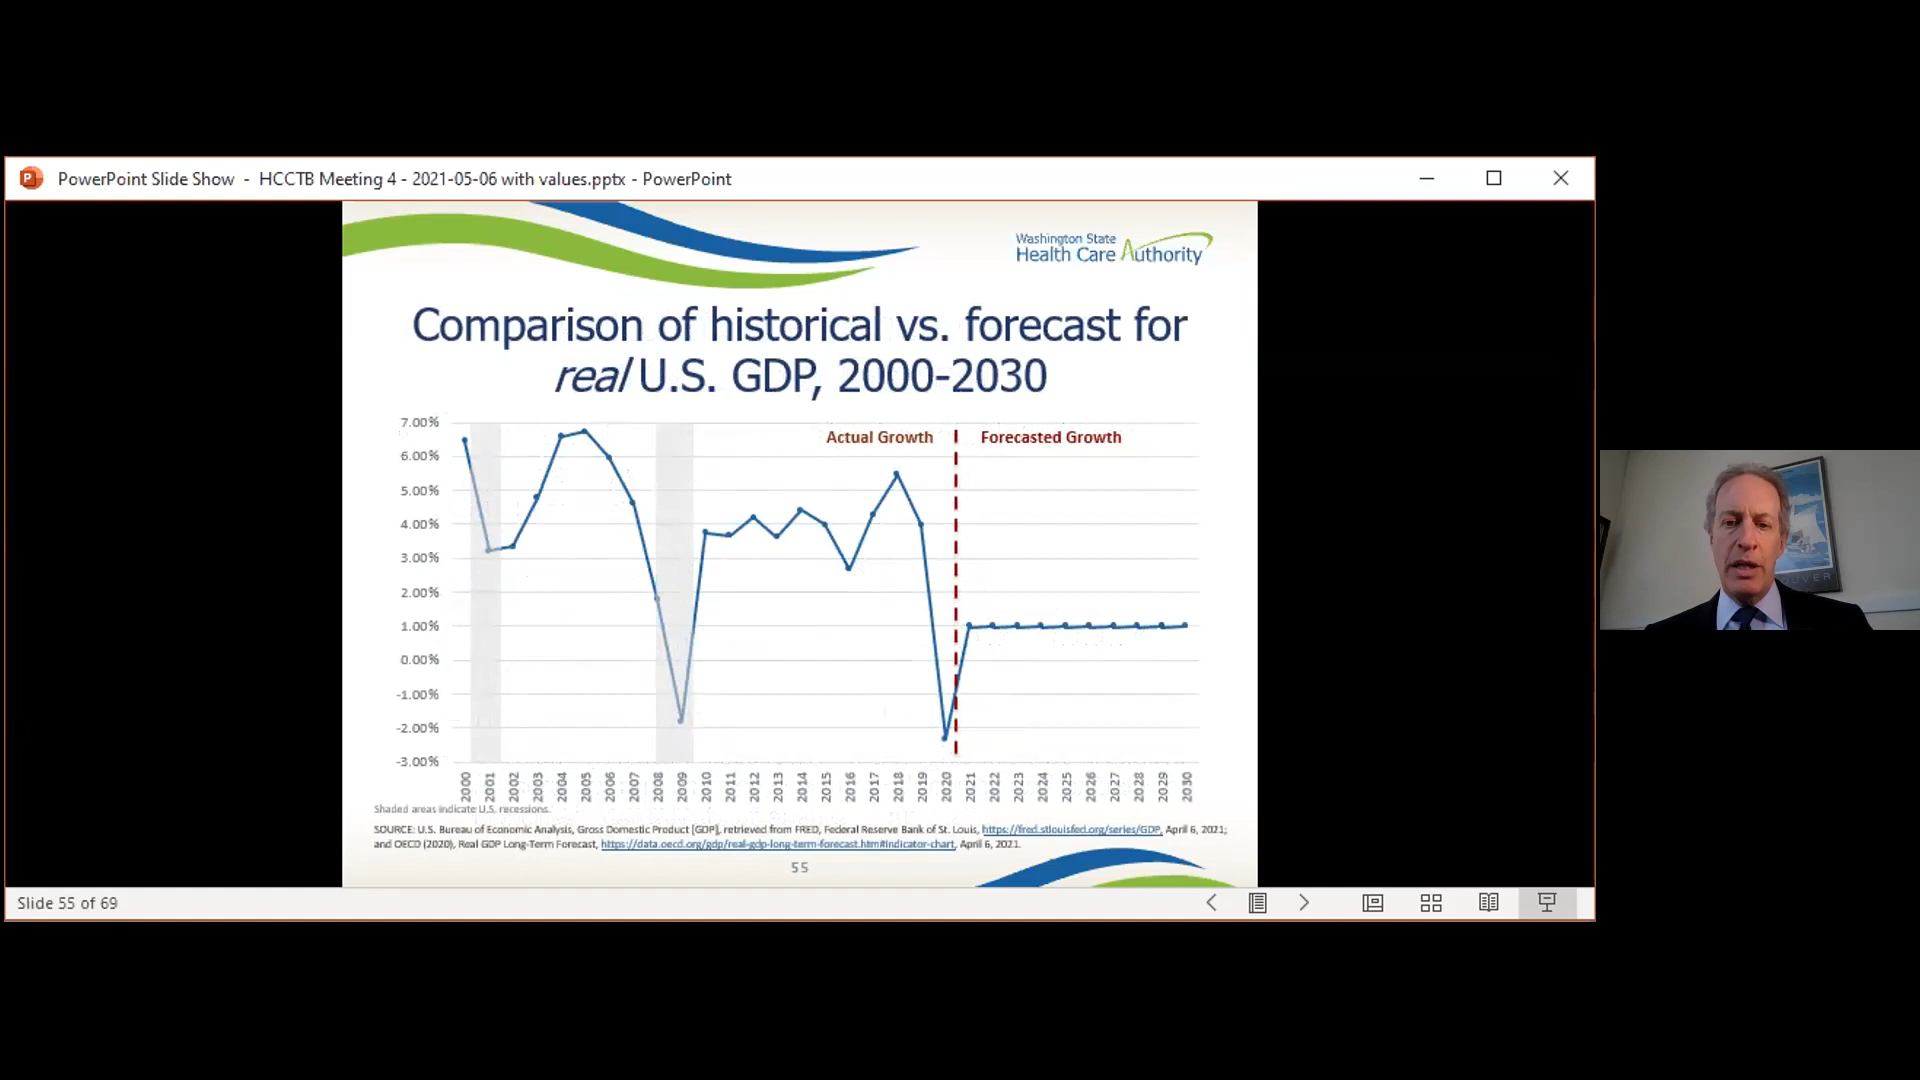 PowerPoint Slide Show - HCCTB Meeting 4 - 2021-05-06 with values.pptx - PowerPoint
Washington State
Health Care Authority
Comparison of historical vs. forecast for
real U.S. GDP, 2000-2030
Actual Growth
Forecasted Growth
7.00%
6.00%
5.00%
4.00%
3.00%
2.00%
1.00%
0.00%
-1.00%
-2.00%
-3.00%
2000 2001 2002 2003 2004 2005 2006 2007 2008 2009 2010 2011 2012 2013 2014 2015 2016 2017 2018 2019 2020 2021 2022 2023 2024 2025 2026 2027 2028 2029 2030
Shaded areas indicate U.S. recessions.
SOURCE: U.S. Bureau of Economic Analysis, Gross Domestic Product [GDP], retrieved from FRED, Federal Reserve Bank of St. Louis, https://fred.stlouisfed.org/series/GDP, April 6, 2021;
and OECD (2020), Real GDP Long-Term Forecast, https://data.oecd.org/gdp/real-gdp-long-term-forecast.htm#indicator-chart, April 6, 2021.
55
Slide 55 of 69